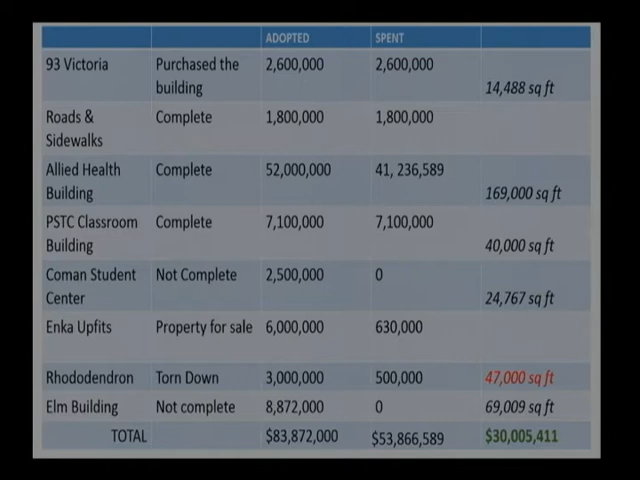 ADOPTED SPENT
93 Victoria Purchased the building 2,600,000 2,600,000 14,488 sq ft
Roads & Sidewalks Complete 1,800,000 1,800,000
Allied Health Building Complete 52,000,000 41, 236,589 169,000 sq ft
PSTC Classroom Building Complete 7,100,000 7,100,000 40,000 sq ft
Coman Student Center Not Complete 2,500,000 0 24,767 sq ft
Enka Upfits Property for sale 6,000,000 630,000
Rhododendron Torn Down 3,000,000 500,000 47,000 sq ft
Elm Building Not complete 8,872,000 0 69,009 sq ft
TOTAL $83,872,000 $53,866,589 $30,005,411